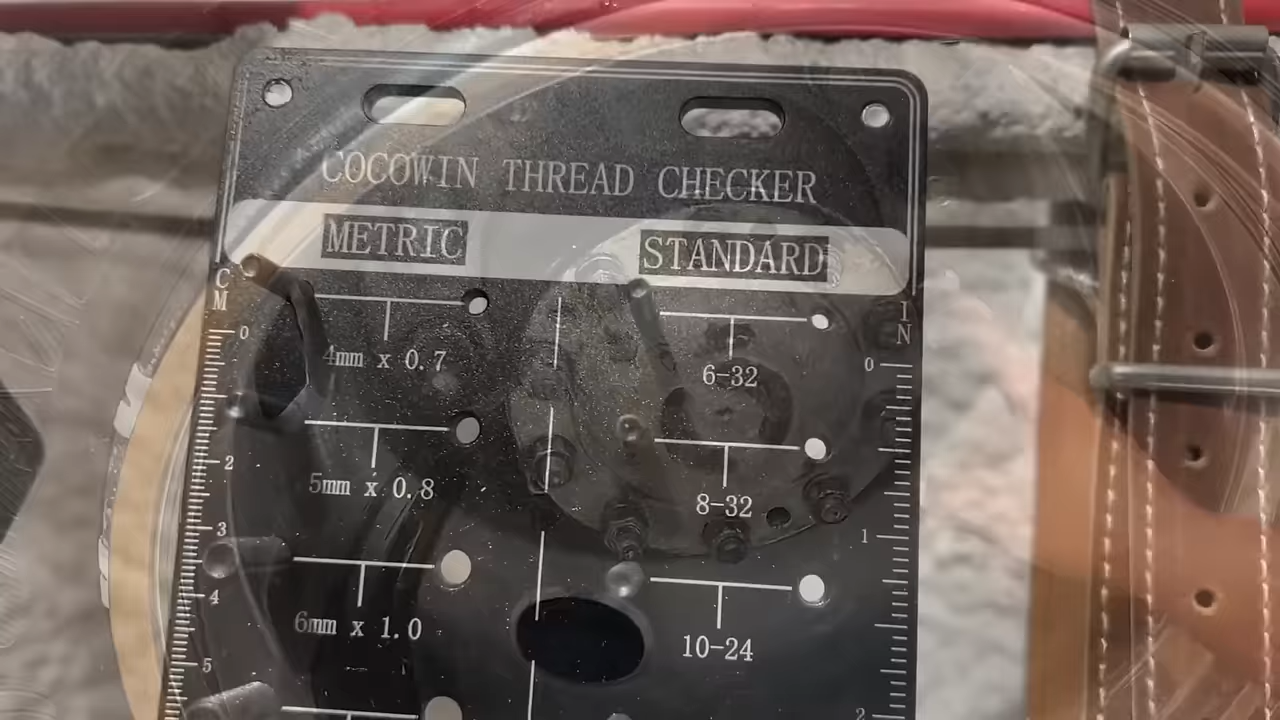 COCOWIN THREAD CHECKER
METRIC
STANDARD
CM
IN
4mm x 0.7
6-32
5mm x 0.8
8-32
6mm x 1.0
10-24
0
2
3
4
5
0
1
2